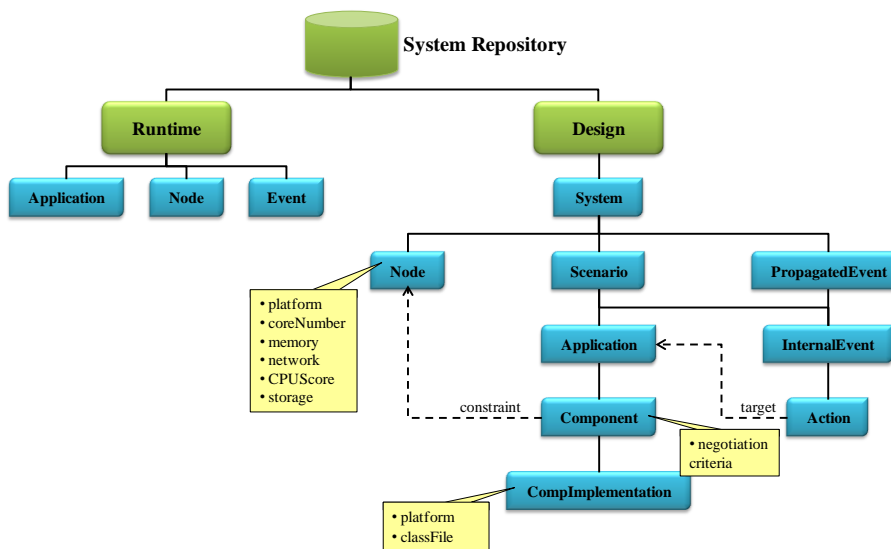 System Repository
Runtime
Design
Application
Node
Event
System
Node
Scenario
PropagatedEvent
• platform
• coreNumber
• memory
• network
• CPUScore
• storage
Application
InternalEvent
constraint
Component
target
Action
• negotiation
criteria
CompImplementation
• platform
• classFile